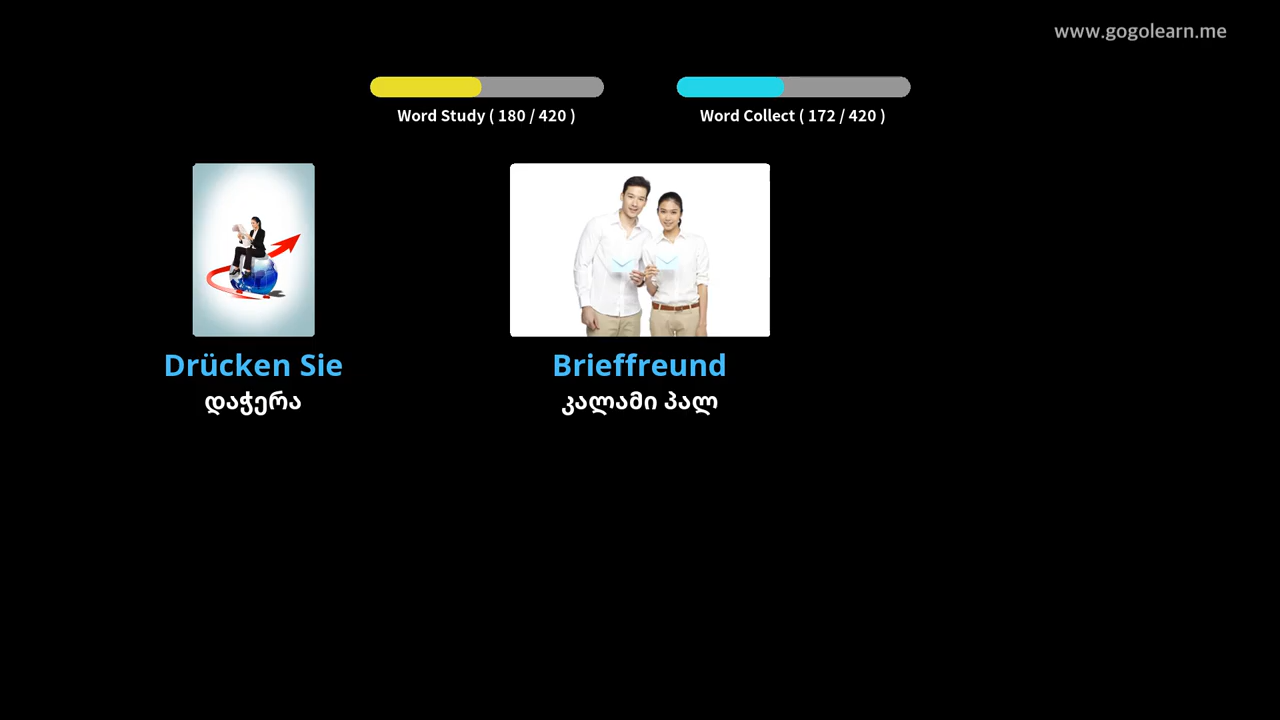 www.gogolearn.me
Word Study ( 180 / 420 )
Word Collect ( 172 / 420 )
Drücken Sie
Brieffreund
დაჭერა
კალამი პალ